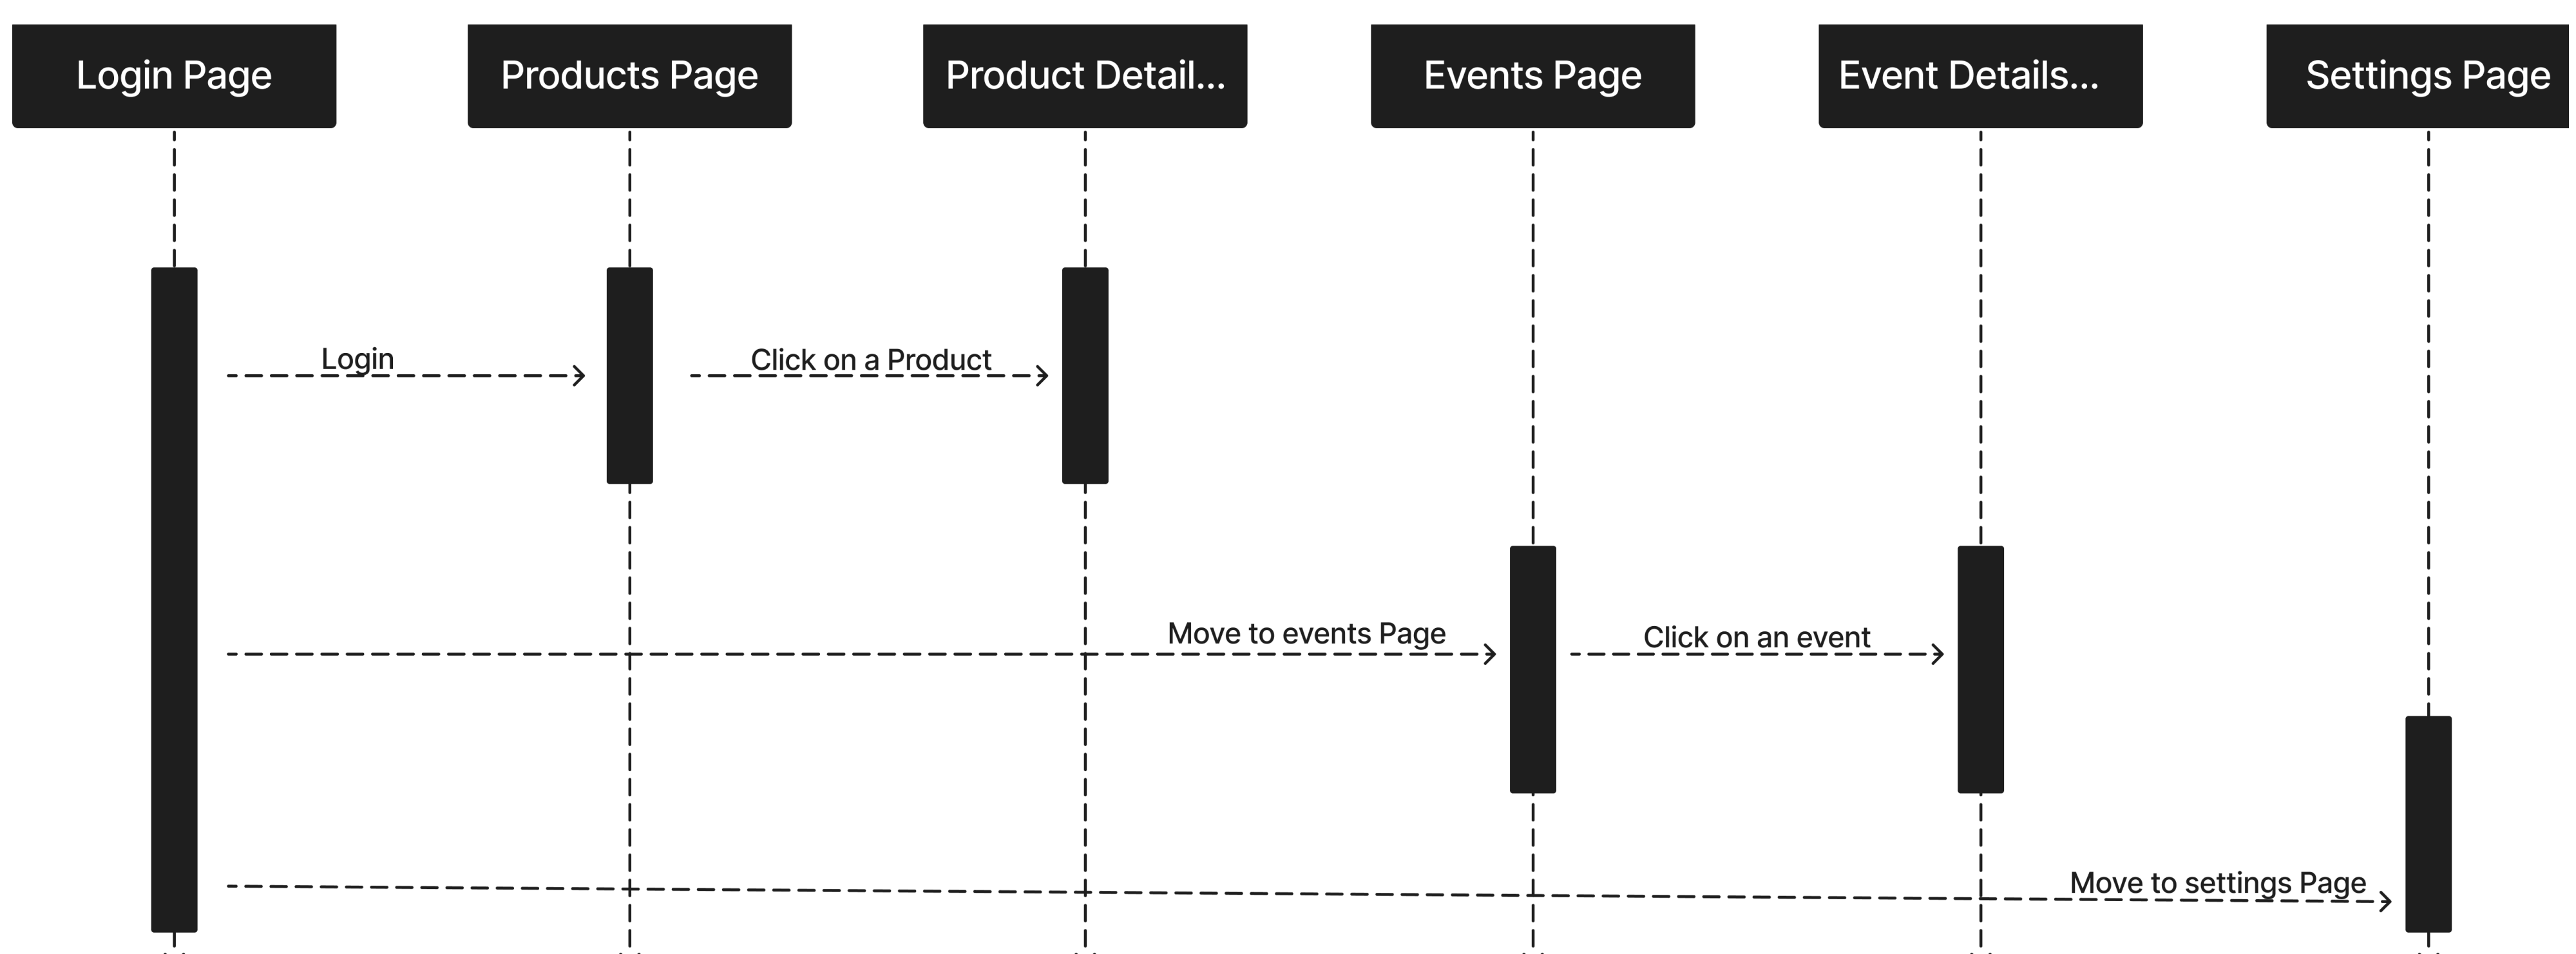 Login Page
Products Page
Product Detail...
Events Page
Event Details...
Settings Page
Login
Click on a Product
Move to events Page
Click on an event
Move to settings Page